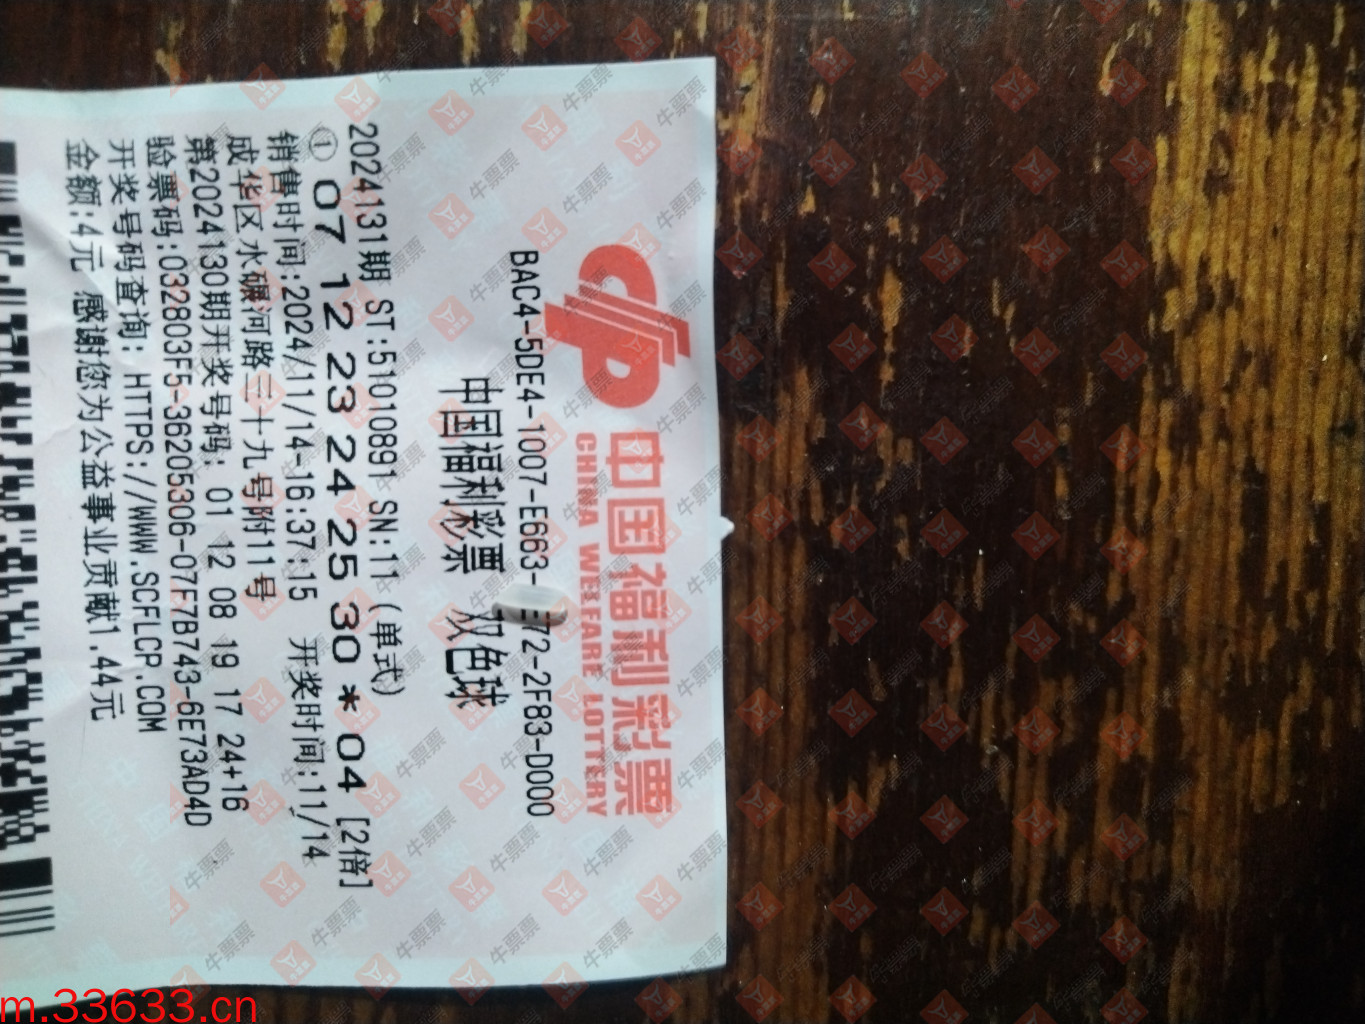 中国福利彩票
CHINA WELFARE LOTTERY
BAC4-5DE4-1007-E663- E72-2F83-D0000
中国福利彩票 双色球
2024131期 ST:51010891 SN:11 (单式)
① 07 12 23 24 25 30 * 04 [2倍]
销售时间:2024/11/14-16:37:15 开奖时间:11/14
成华区水碾河路三十九号附11号
第2024130期开奖号码: 01 12 08 19 17 24+16
验票码:032803F5-36205306-07F7B743-6E73AD4D
开奖号码查询: HTTPS://WWW.SCFLCP.COM
金额:4元 感谢您为公益事业贡献1.44元
牛票票
m.33633.cn